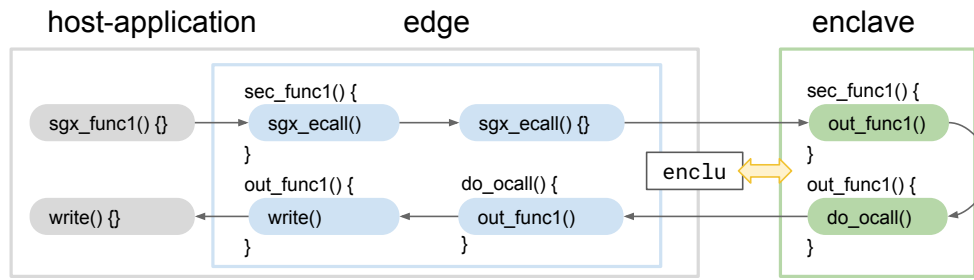 host-application edge enclave
sec_func1() { sec_func1() {
sgx_func1() {} sgx_ecall() sgx_ecall() {} out_func1()
} }
enclu
out_func1() { do_ocall() { out_func1() {
write() {} write() out_func1() do_ocall()
} } }